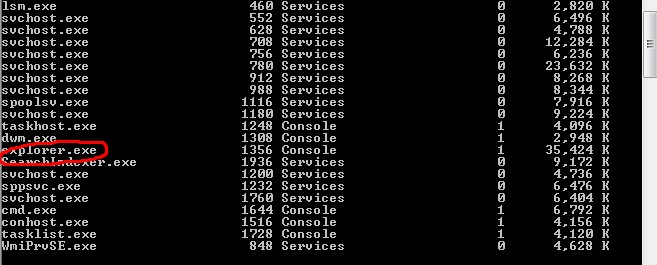 lsm.exe 460 Services 0 2,820 K
svchost.exe 552 Services 0 6,496 K
svchost.exe 628 Services 0 4,788 K
svchost.exe 708 Services 0 12,284 K
svchost.exe 756 Services 0 6,236 K
svchost.exe 780 Services 0 23,632 K
svchost.exe 912 Services 0 8,268 K
svchost.exe 988 Services 0 8,344 K
spoolsv.exe 1116 Services 0 7,916 K
svchost.exe 1180 Services 0 9,224 K
taskhost.exe 1248 Console 1 4,096 K
dwm.exe 1308 Console 1 2,948 K
explorer.exe 1356 Console 1 35,424 K
SearchIndexer.exe 1936 Services 0 9,172 K
svchost.exe 1200 Services 0 4,736 K
sppsvc.exe 1232 Services 0 6,476 K
svchost.exe 1760 Services 0 6,404 K
cmd.exe 1644 Console 1 6,792 K
conhost.exe 1516 Console 1 4,156 K
tasklist.exe 1728 Console 1 4,120 K
WmiPrvSE.exe 848 Services 0 4,628 K